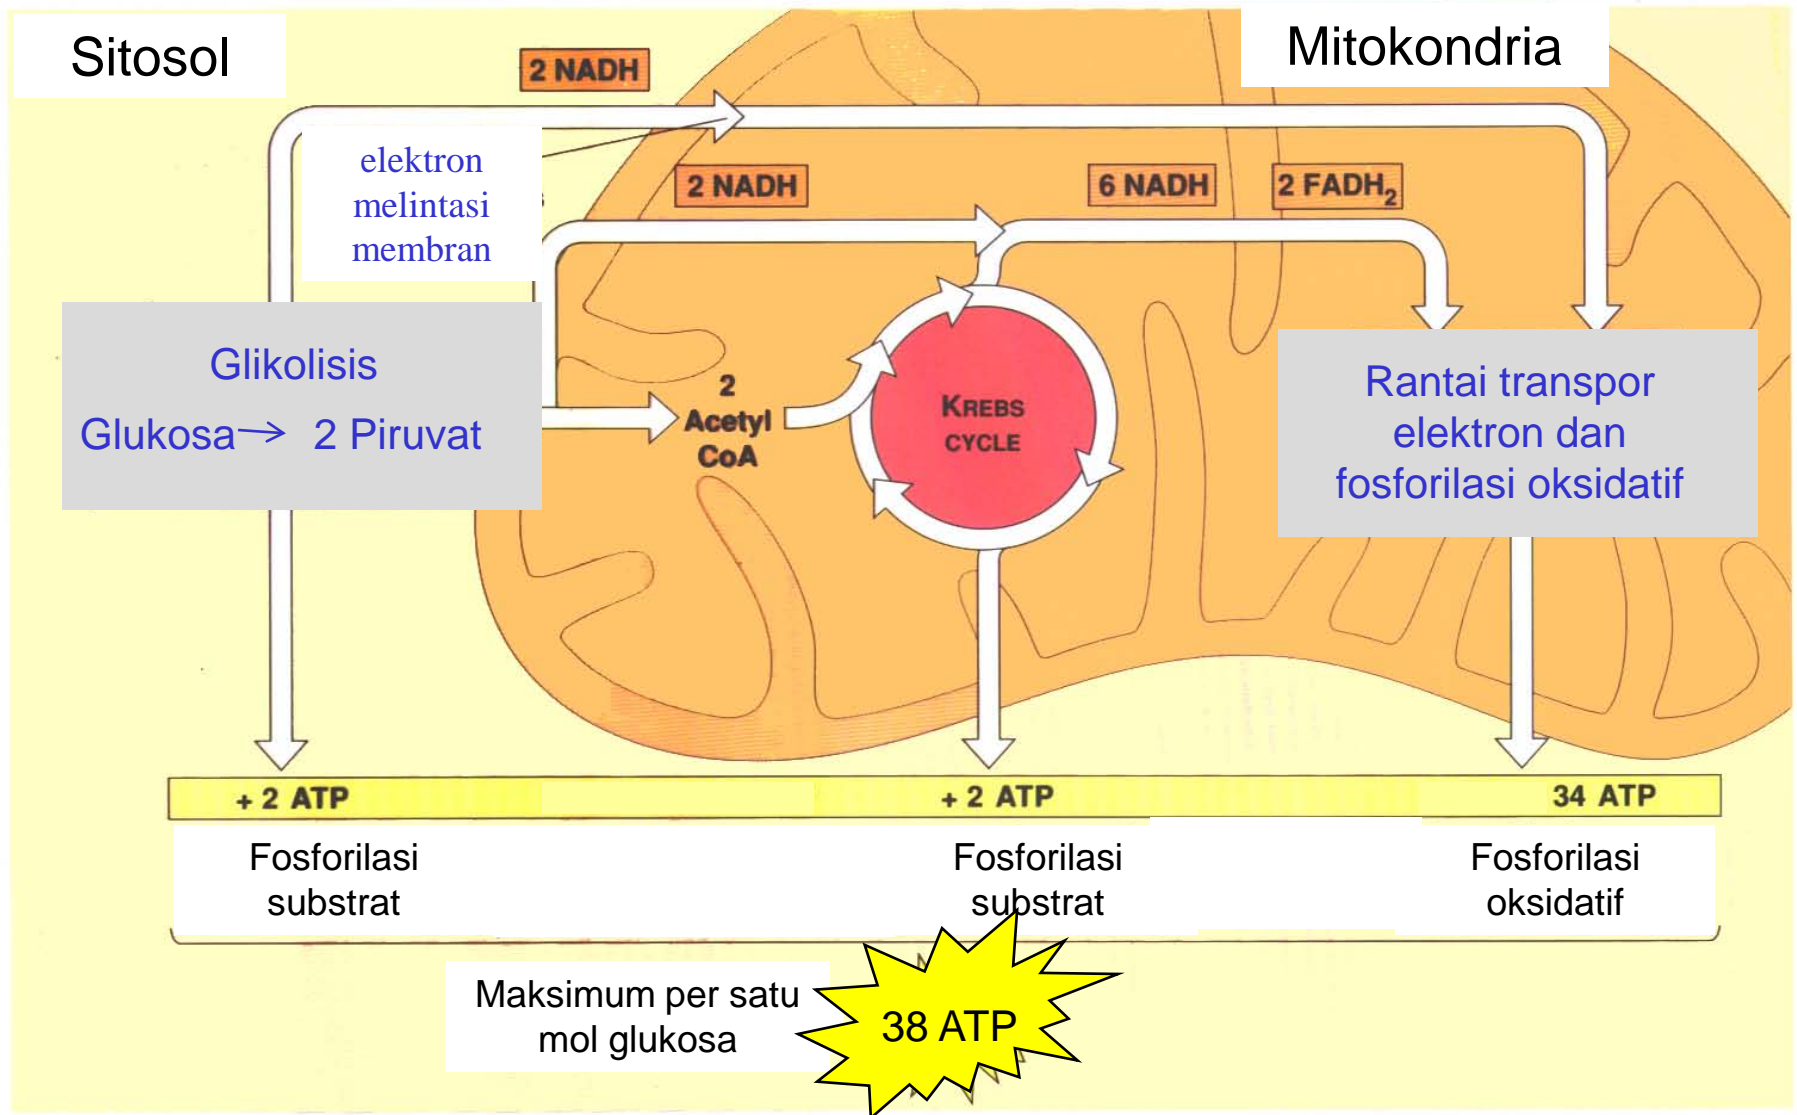 Sitosol
Mitokondria
2 NADH
elektron
melintasi
membran
2 NADH
6 NADH
2 FADH₂
Glikolisis
Glukosa → 2 Piruvat
2
Acetyl
CoA
KREBS
CYCLE
Rantai transpor
elektron dan
fosforilasi oksidatif
+ 2 ATP
+ 2 ATP
34 ATP
Fosforilasi
substrat
Fosforilasi
substrat
Fosforilasi
oksidatif
Maksimum per satu
mol glukosa
38 ATP